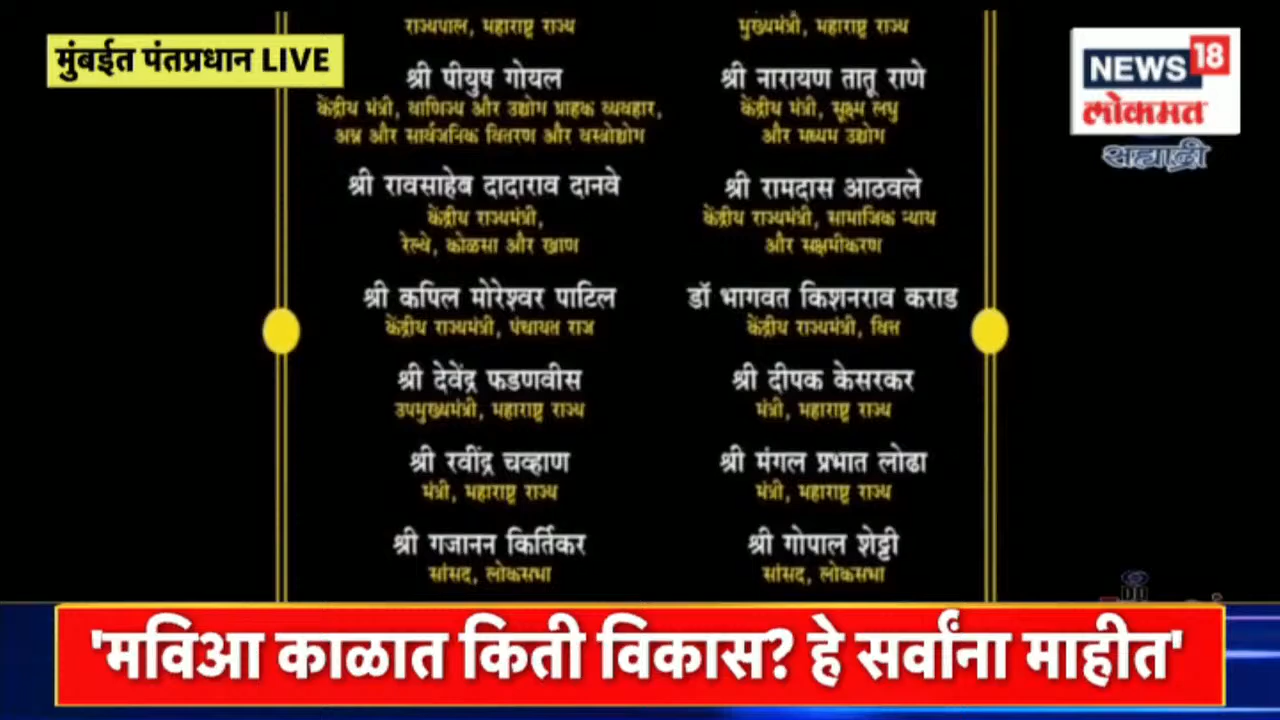 मुंबईत पंतप्रधान LIVE
NEWS 18
लोकमत
सह्याद्री
राज्यपाल, महाराष्ट्र राज्य
मुख्यमंत्री, महाराष्ट्र राज्य
श्री पीयुष गोयल
केंद्रीय मंत्री, वाणिज्य और उद्योग ग्राहक व्यवहार,
अन्न और सार्वजनिक वितरण और वस्त्रोद्योग
श्री नारायण तातू राणे
केंद्रीय मंत्री, सूक्ष्म लघु
और मध्यम उद्योग
श्री रावसाहेब दादाराव दानवे
केंद्रीय राज्यमंत्री,
रेल्वे, कोळसा और खाण
श्री रामदास आठवले
केंद्रीय राज्यमंत्री, सामाजिक न्याय
और सक्षमीकरण
श्री कपिल मोरेश्वर पाटिल
केंद्रीय राज्यमंत्री, पंचायत राज
डॉ भागवत किशनराव कराड
केंद्रीय राज्यमंत्री, वित्त
श्री देवेंद्र फडणवीस
उपमुख्यमंत्री, महाराष्ट्र राज्य
श्री दीपक केसरकर
मंत्री, महाराष्ट्र राज्य
श्री रवींद्र चव्हाण
मंत्री, महाराष्ट्र राज्य
श्री मंगल प्रभात लोढा
मंत्री, महाराष्ट्र राज्य
श्री गजानन किर्तिकर
सांसद, लोकसभा
श्री गोपाल शेट्टी
सांसद, लोकसभा
'मविआ काळात किती विकास? हे सर्वांना माहीत'